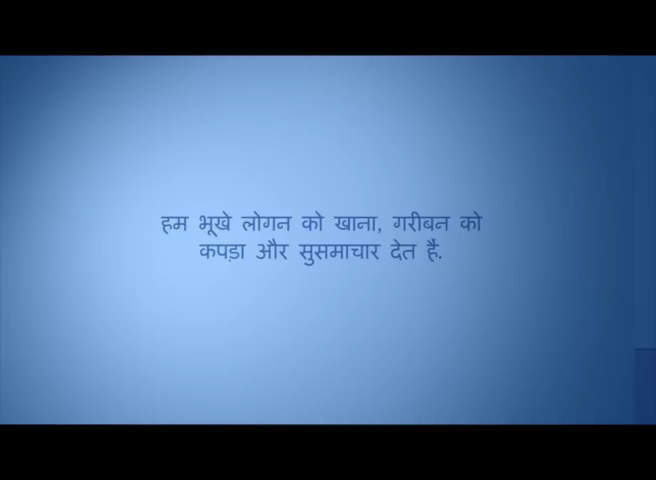 हम भूखे लोगन को खाना, गरीबन को
कपड़ा और सुसमाचार देत हैं.